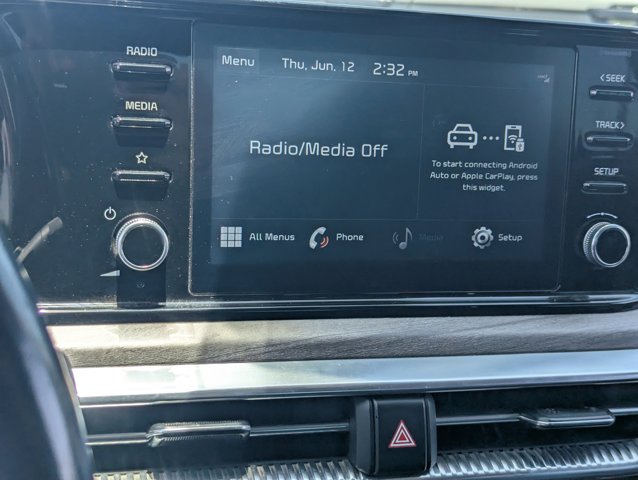 RADIO
MEDIA
Menu
Thu, Jun. 12 2:32 PM
Radio/Media Off
To start connecting Android
Auto or Apple CarPlay, press
this widget.
All Menus
Phone
Media
Setup
<SEEK
TRACK>
SETUP